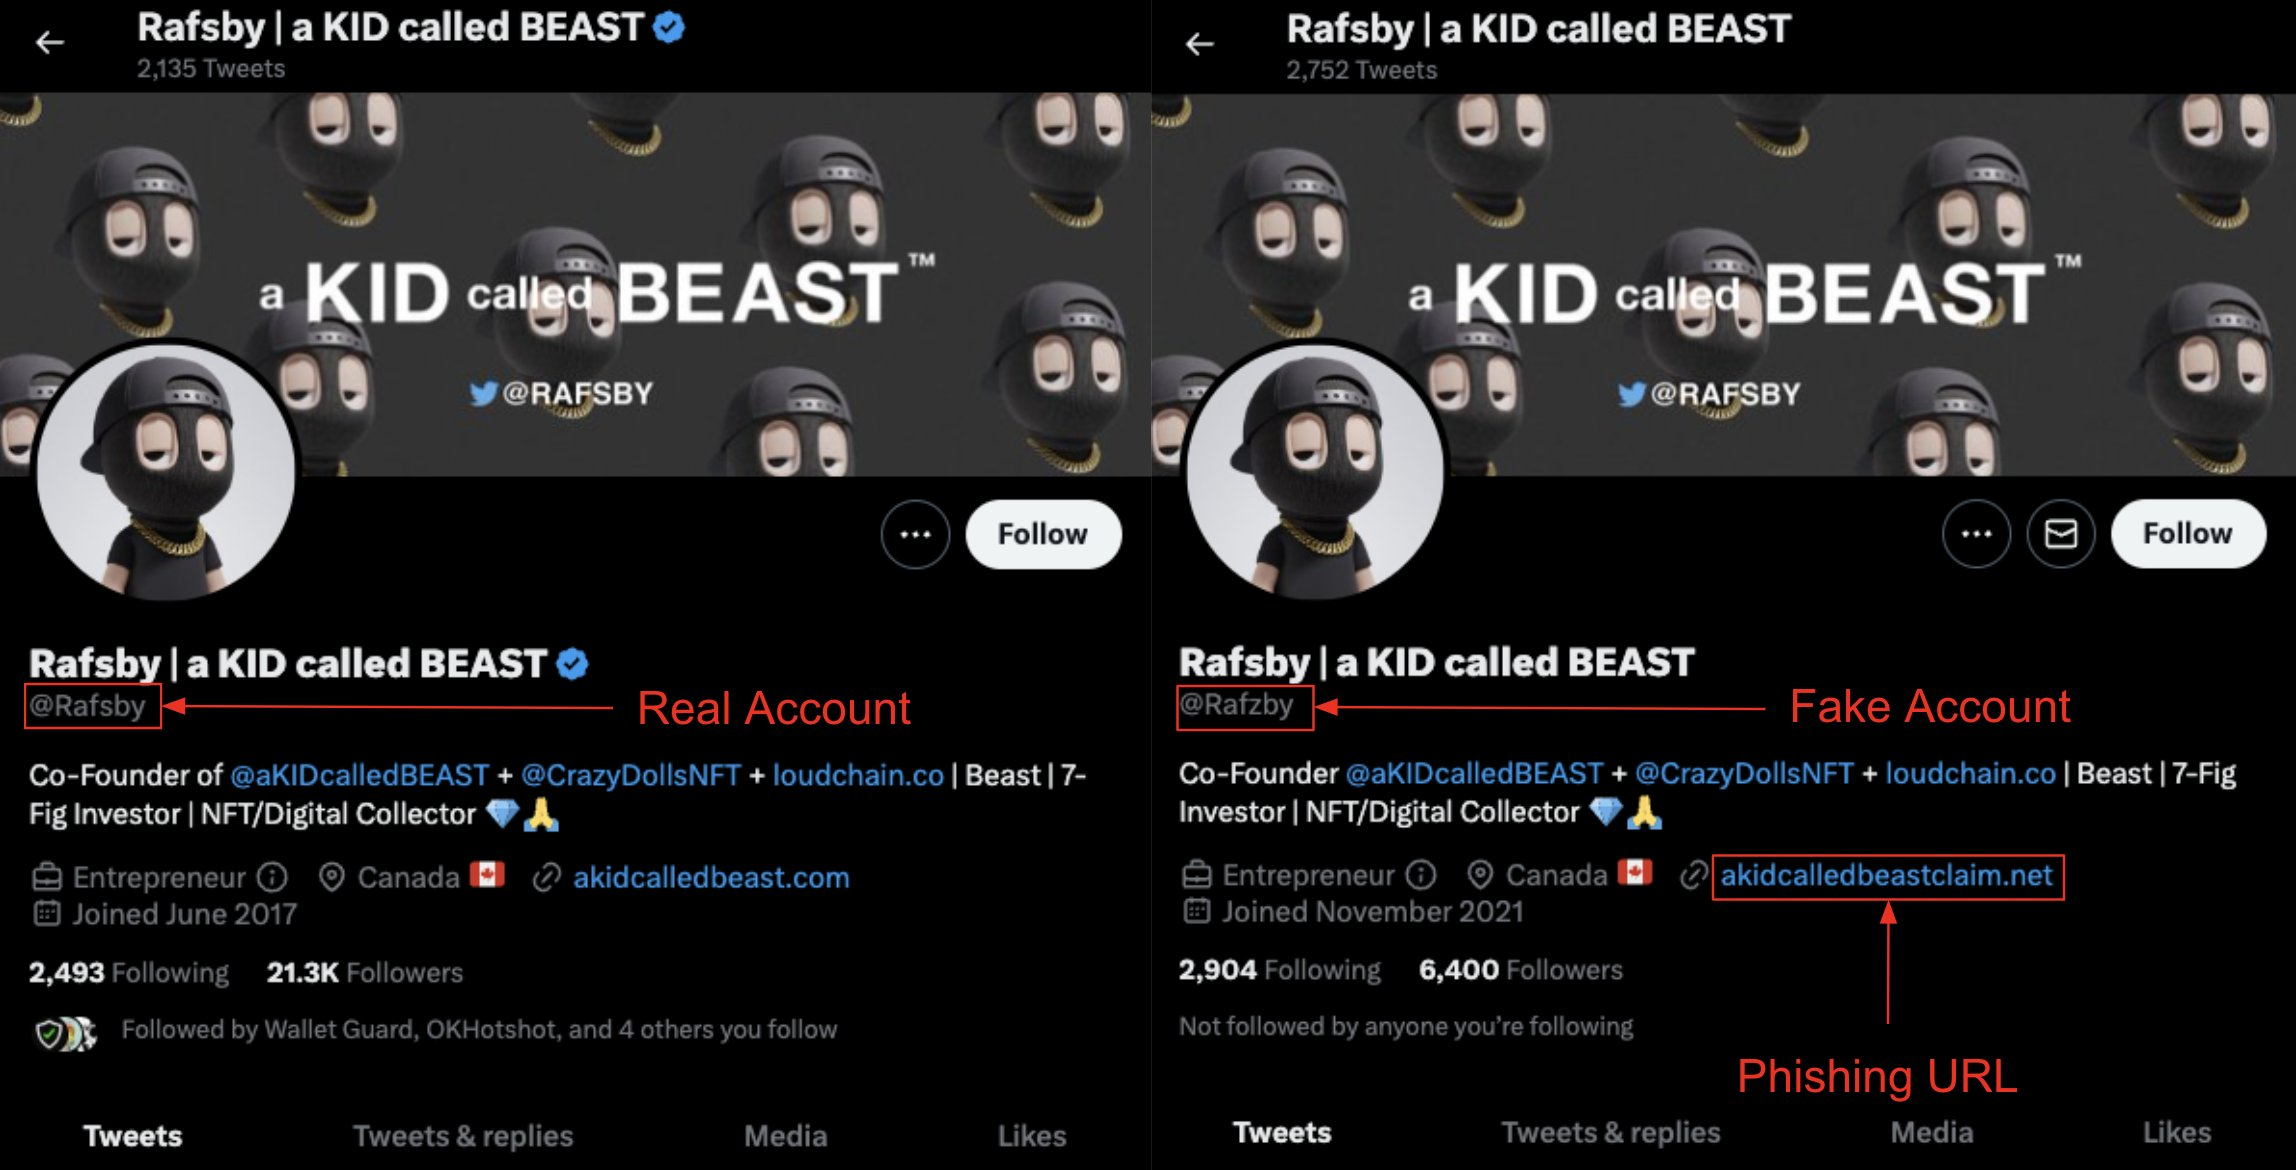 Rafsby | a KID called BEAST
2,135 Tweets
a KID called BEAST™
@RAFSBY
Follow
Rafsby | a KID called BEAST
@Rafsby
Real Account
Co-Founder of @aKIDcalledBEAST + @CrazyDollsNFT + loudchain.co | Beast | 7-
Fig Investor | NFT/Digital Collector 💎🙏
Entrepreneur Canada 🇨🇦 akidcalledbeast.com
Joined June 2017
2,493 Following 21.3K Followers
Followed by Wallet Guard, OKHotshot, and 4 others you follow
Tweets Tweets & replies Media Likes
Rafsby | a KID called BEAST
2,752 Tweets
a KID called BEAST™
@RAFSBY
Follow
Rafsby | a KID called BEAST
@Rafzby
Fake Account
Co-Founder @aKIDcalledBEAST + @CrazyDollsNFT + loudchain.co | Beast | 7-Fig
Investor | NFT/Digital Collector 💎🙏
Entrepreneur Canada 🇨🇦 akidcalledbeastclaim.net
Joined November 2021
2,904 Following 6,400 Followers
Not followed by anyone you're following
Phishing URL
Tweets Tweets & replies Media Likes